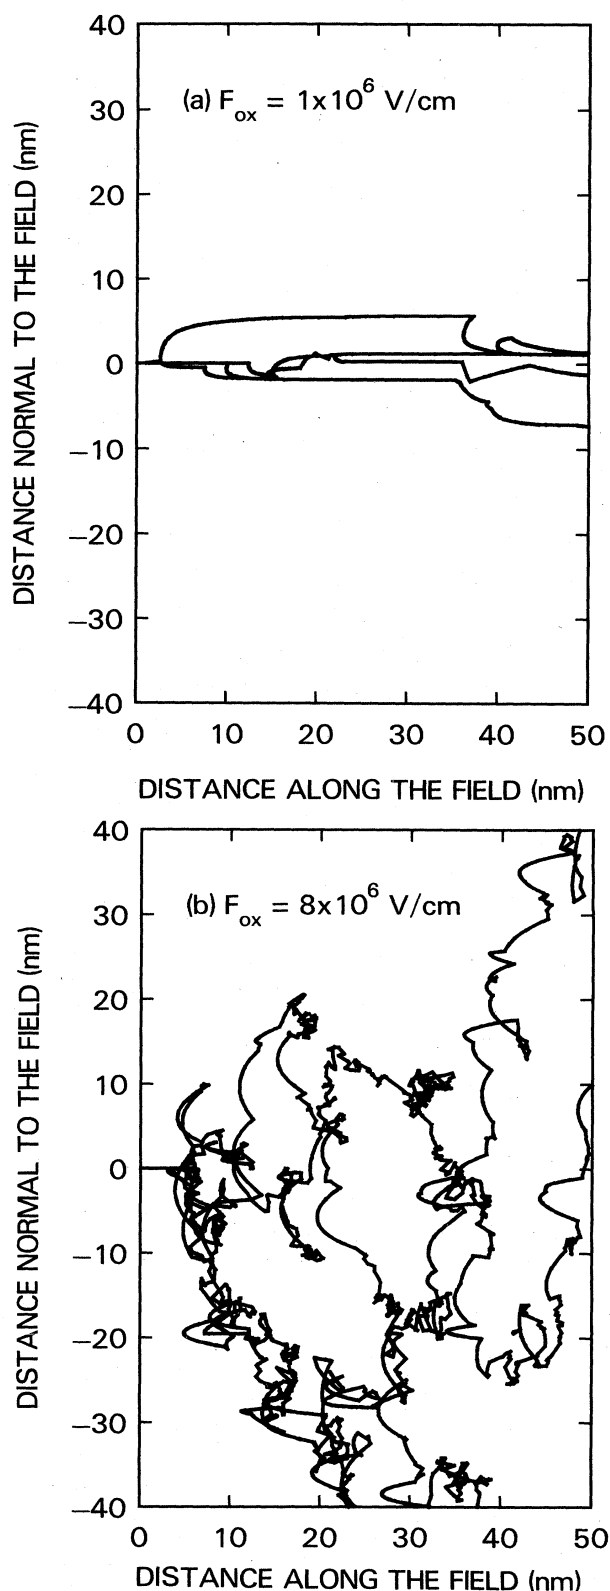 40
(a) Fox = 1x10^6 V/cm
30
20
10
0
−10
−20
−30
−40
DISTANCE NORMAL TO THE FIELD (nm)
0 10 20 30 40 50
DISTANCE ALONG THE FIELD (nm)
40
(b) Fox = 8x10^6 V/cm
30
20
10
0
−10
−20
−30
−40
DISTANCE NORMAL TO THE FIELD (nm)
0 10 20 30 40 50
DISTANCE ALONG THE FIELD (nm)